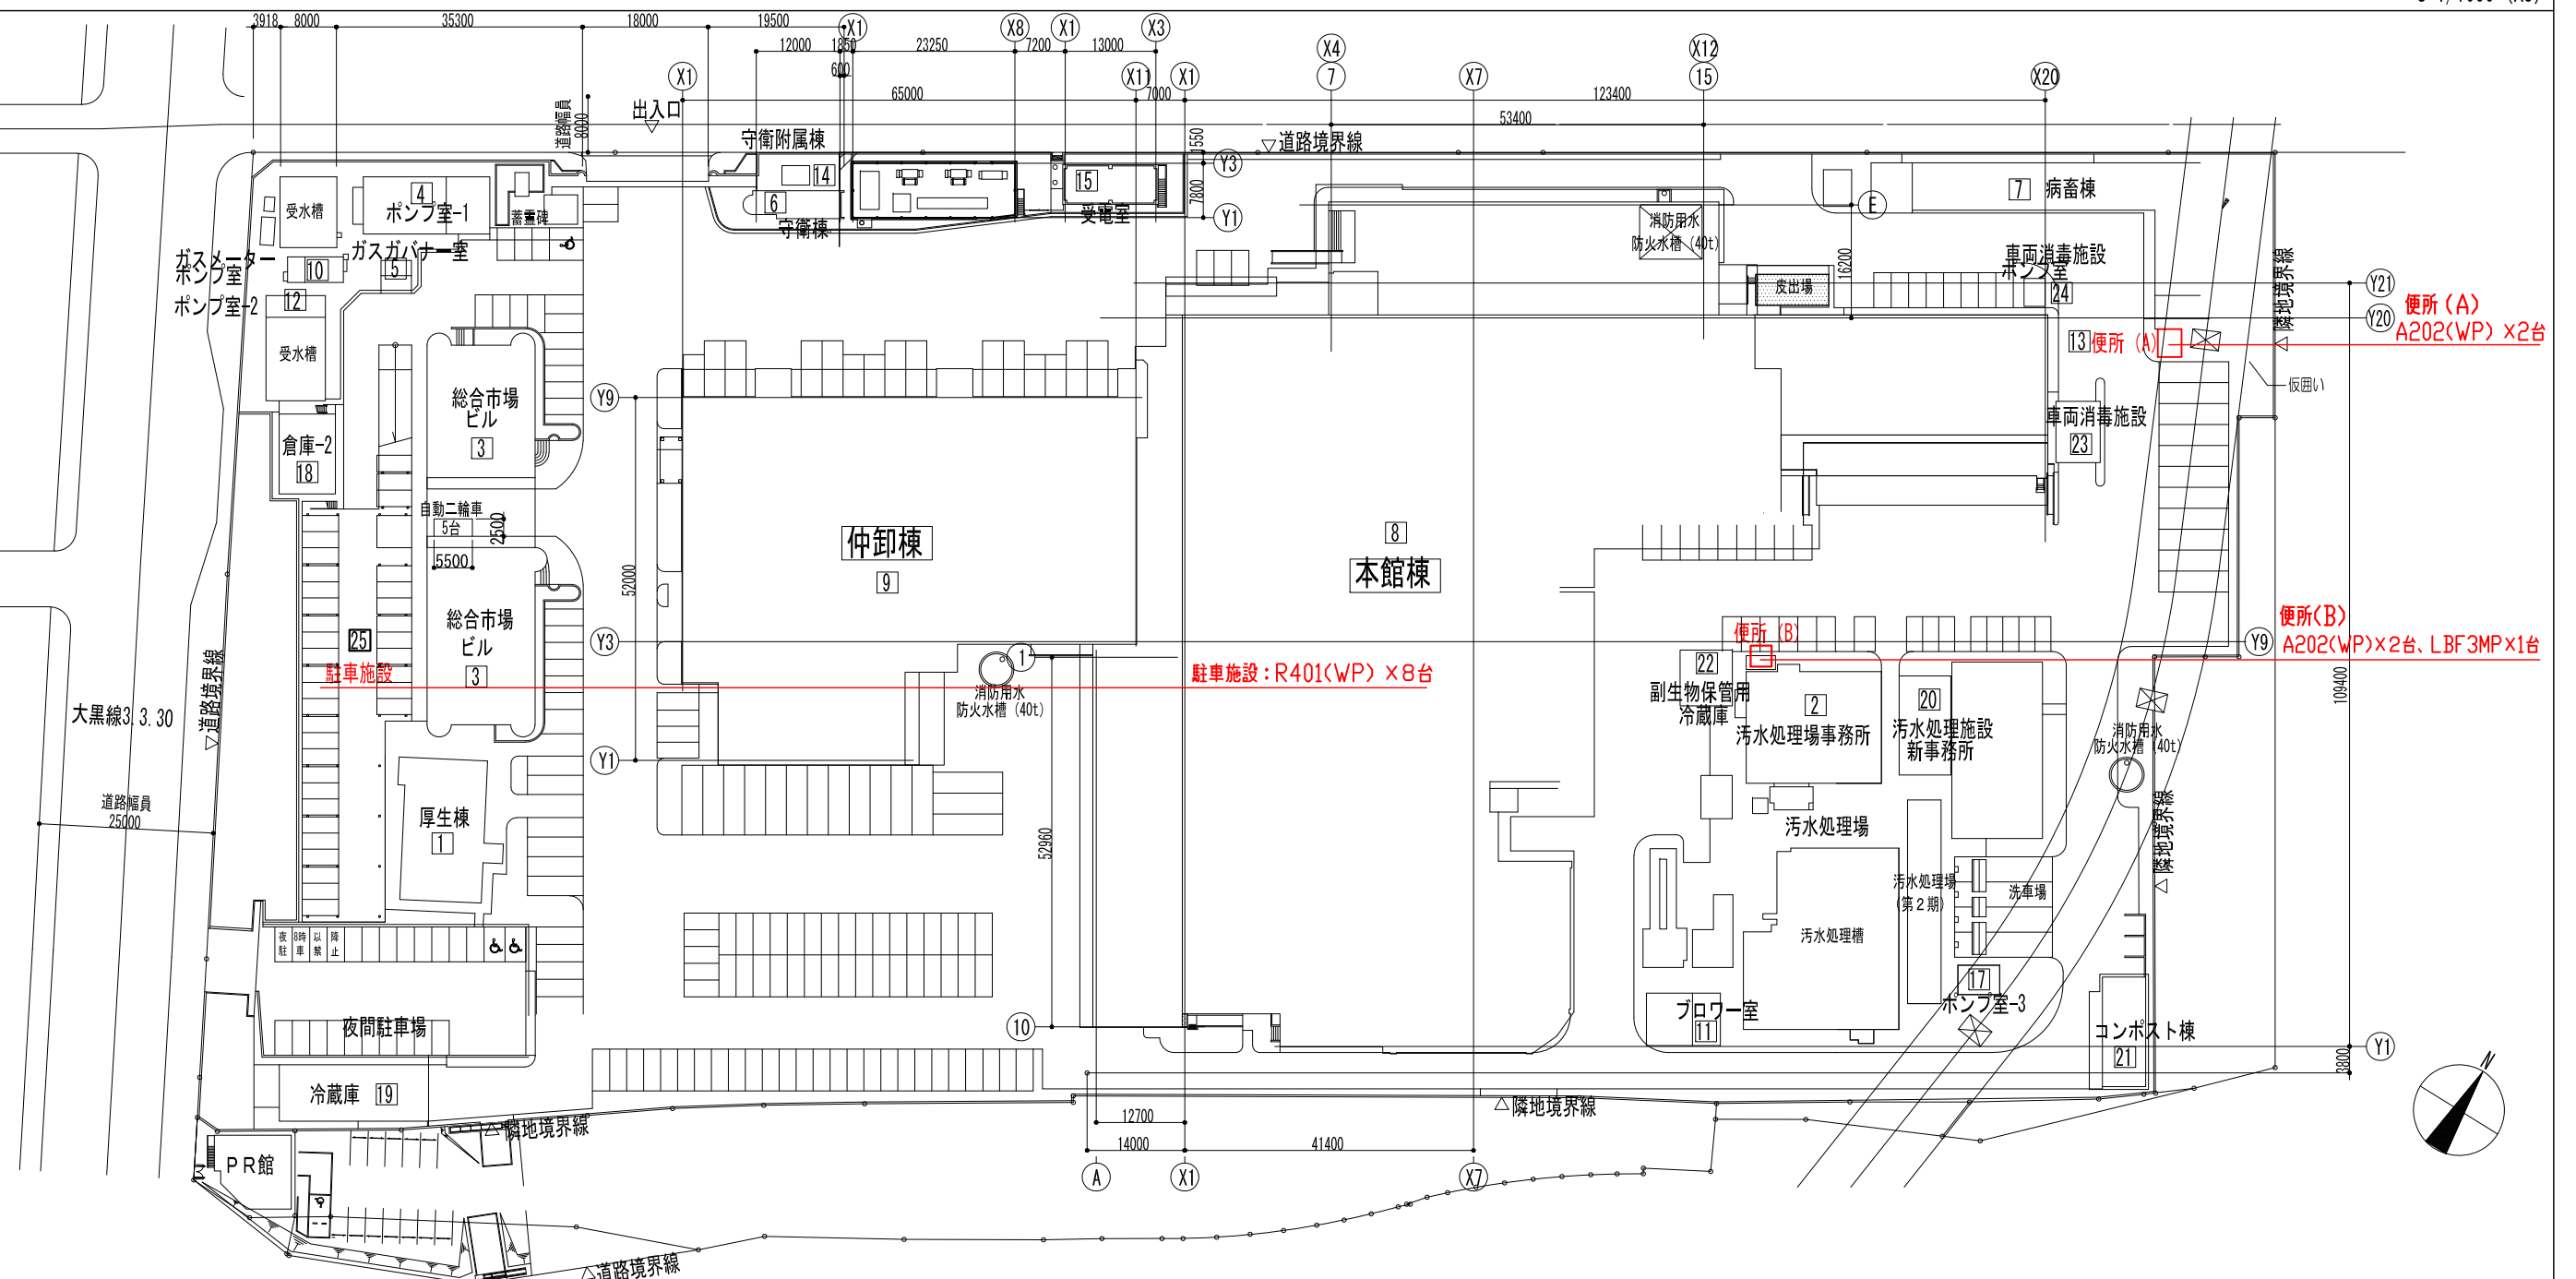 3918
8000
35300
18000
19500
X1
X8
X1
X3
12000
1850
23250
7200
13000
600
X1
X11
X1
X4
7
X7
X12
15
X20
65000
7000
123400
53400
道路幅員
8000
出入口
守衛附属棟
1550
7800
道路境界線
Y3
Y1
受水槽
4
ポンプ室-1
蓄霊碑
14
6
守衛棟
15
受電室
消防用水
防火水槽 (40t)
E
7
病畜棟
16200
ガスメーター
ポンプ室
10
ガスガバナー室
5
ポンプ室-2
12
受水槽
皮出場
車両消毒施設
ポンプ室
24
隣地境界線
Y21
Y20
便所 (A)
A202(WP) ×2台
13
便所 (A)
仮囲い
総合市場
ビル
3
Y9
倉庫-2
18
車両消毒施設
23
自動二輪車
5台
2500
5500
仲卸棟
9
52000
8
本館棟
総合市場
ビル
3
25
駐車施設
Y3
1
消防用水
防火水槽 (40t)
駐車施設：R401(WP) ×8台
便所 (B)
22
副生物保管用
冷蔵庫
2
汚水処理場事務所
20
汚水処理施設
新事務所
便所(B)
Y9
A202(WP)×2台、LBF3MP×1台
109400
消防用水
防火水槽 (40t)
大黒線3.3.30
道路境界線
Y1
道路幅員
25000
厚生棟
1
52960
汚水処理場
隣地境界線
汚水処理場
(第２期)
洗車場
汚水処理槽
夜 8時 以 降
駐 車 禁 止
17
ポンプ室-3
ブロワー室
11
夜間駐車場
10
コンポスト棟
21
Y1
3800
N
冷蔵庫
19
隣地境界線
隣地境界線
12700
14000
41400
A
X1
X7
ＰＲ館
道路境界線